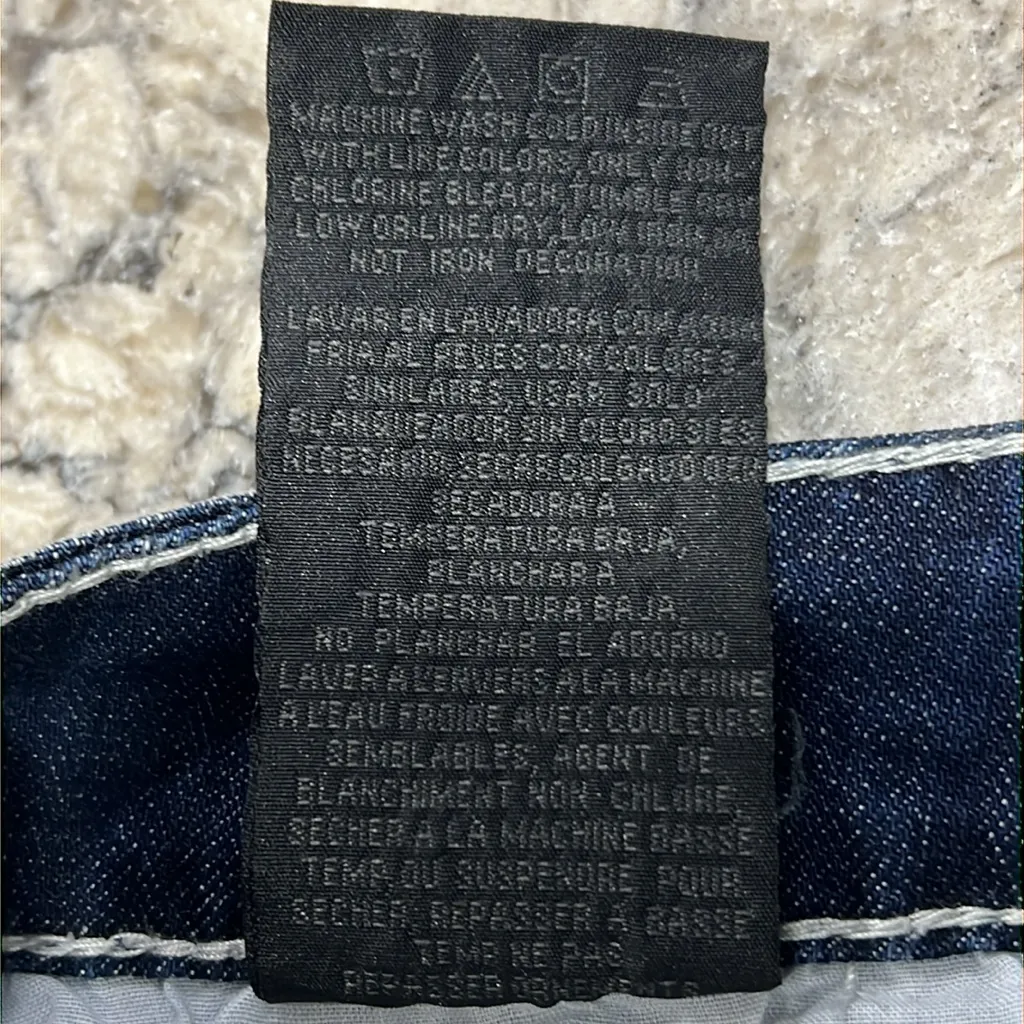 MACHINE WASH COLD INSIDE OUT
WITH LIKE COLORS, ONLY NON-
CHLORINE BLEACH, TUMBLE DRY
LOW OR LINE DRY, LOW IRON DO
NOT IRON DECORATION
LAVAR EN LAVADORA CON AGUA
FRIA AL REVES CON COLORES
SIMILARES, USAR SOLO
BLANQUEADOR SIN CLORO SI ES
NECESARIO SECAR COLGADO O EN
SECADORA A
TEMPERATURA BAJA,
PLANCHAR A
TEMPERATURA BAJA,
NO PLANCHAR EL ADORNO
LAVER A L'ENVERS A LA MACHINE
A L'EAU FROIDE AVEC COULEURS
SEMBLABLES, AGENT DE
BLANCHIMENT NON-CHLORE,
SECHER A LA MACHINE BASSE
TEMP OU SUSPENDRE POUR
SECHER, REPASSER A BASSE
TEMP NE PAS
REPASSER ORNEMENTS